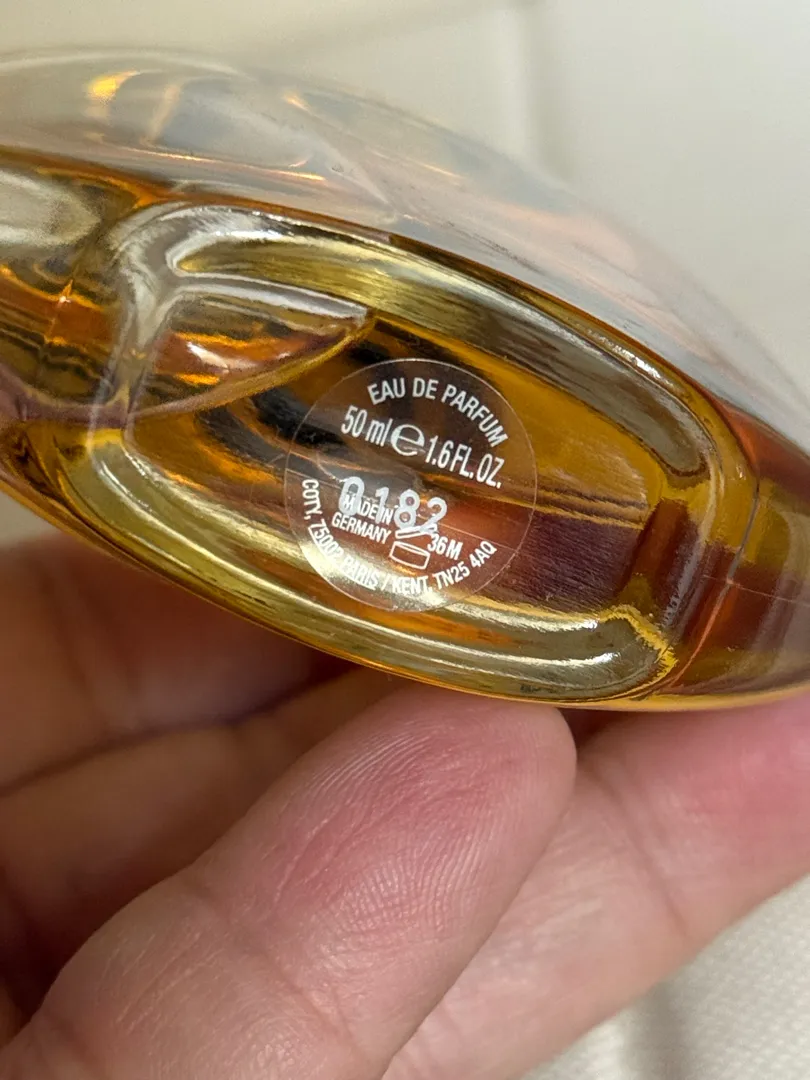 EAU DE PARFUM
50 ml e 1.6 FL.OZ.
0182
MADE IN
GERMANY
36M
COTY, 75002 PARIS / KENT, TN25 4AQ